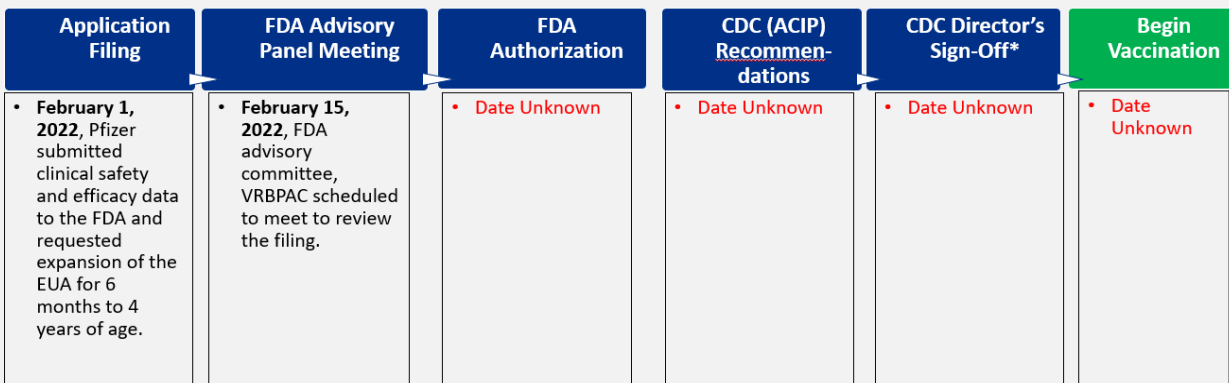 Application
Filing
FDA Advisory
Panel Meeting
FDA
Authorization
CDC (ACIP)
Recommen-
dations
CDC Director's
Sign-Off*
Begin
Vaccination
• February 1,
2022, Pfizer
submitted
clinical safety
and efficacy data
to the FDA and
requested
expansion of the
EUA for 6
months to 4
years of age.
• February 15,
2022, FDA
advisory
committee,
VRBPAC scheduled
to meet to review
the filing.
• Date Unknown
• Date Unknown
• Date Unknown
• Date
Unknown